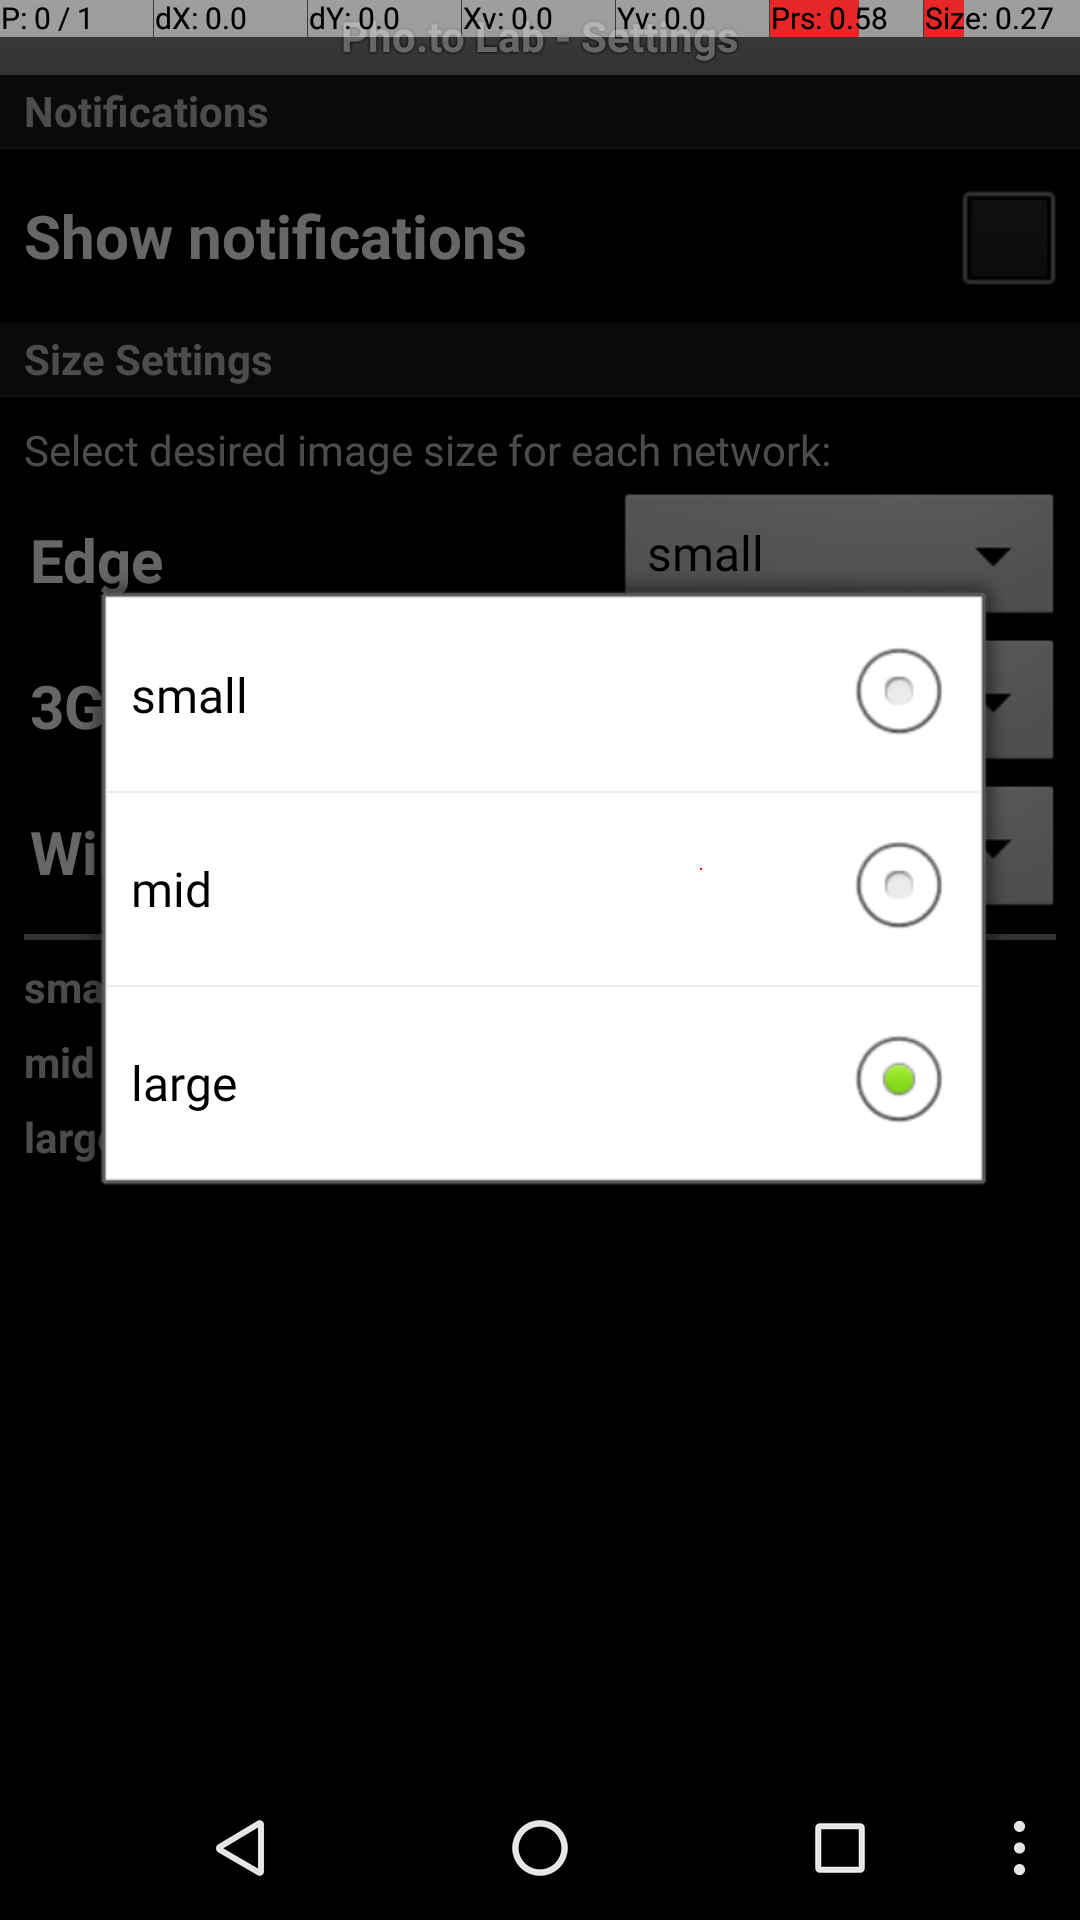 P: 0 / 1 dX: 0.0 dY: 0.0 Xv: 0.0 Yv: 0.0 Prs: 0.58 Size: 0.27
Pho.to Lab - Settings
Notifications
Show notifications
Size Settings
Select desired image size for each network:
Edge small
small
3G
Wi
mid
sma
mid
large
larg